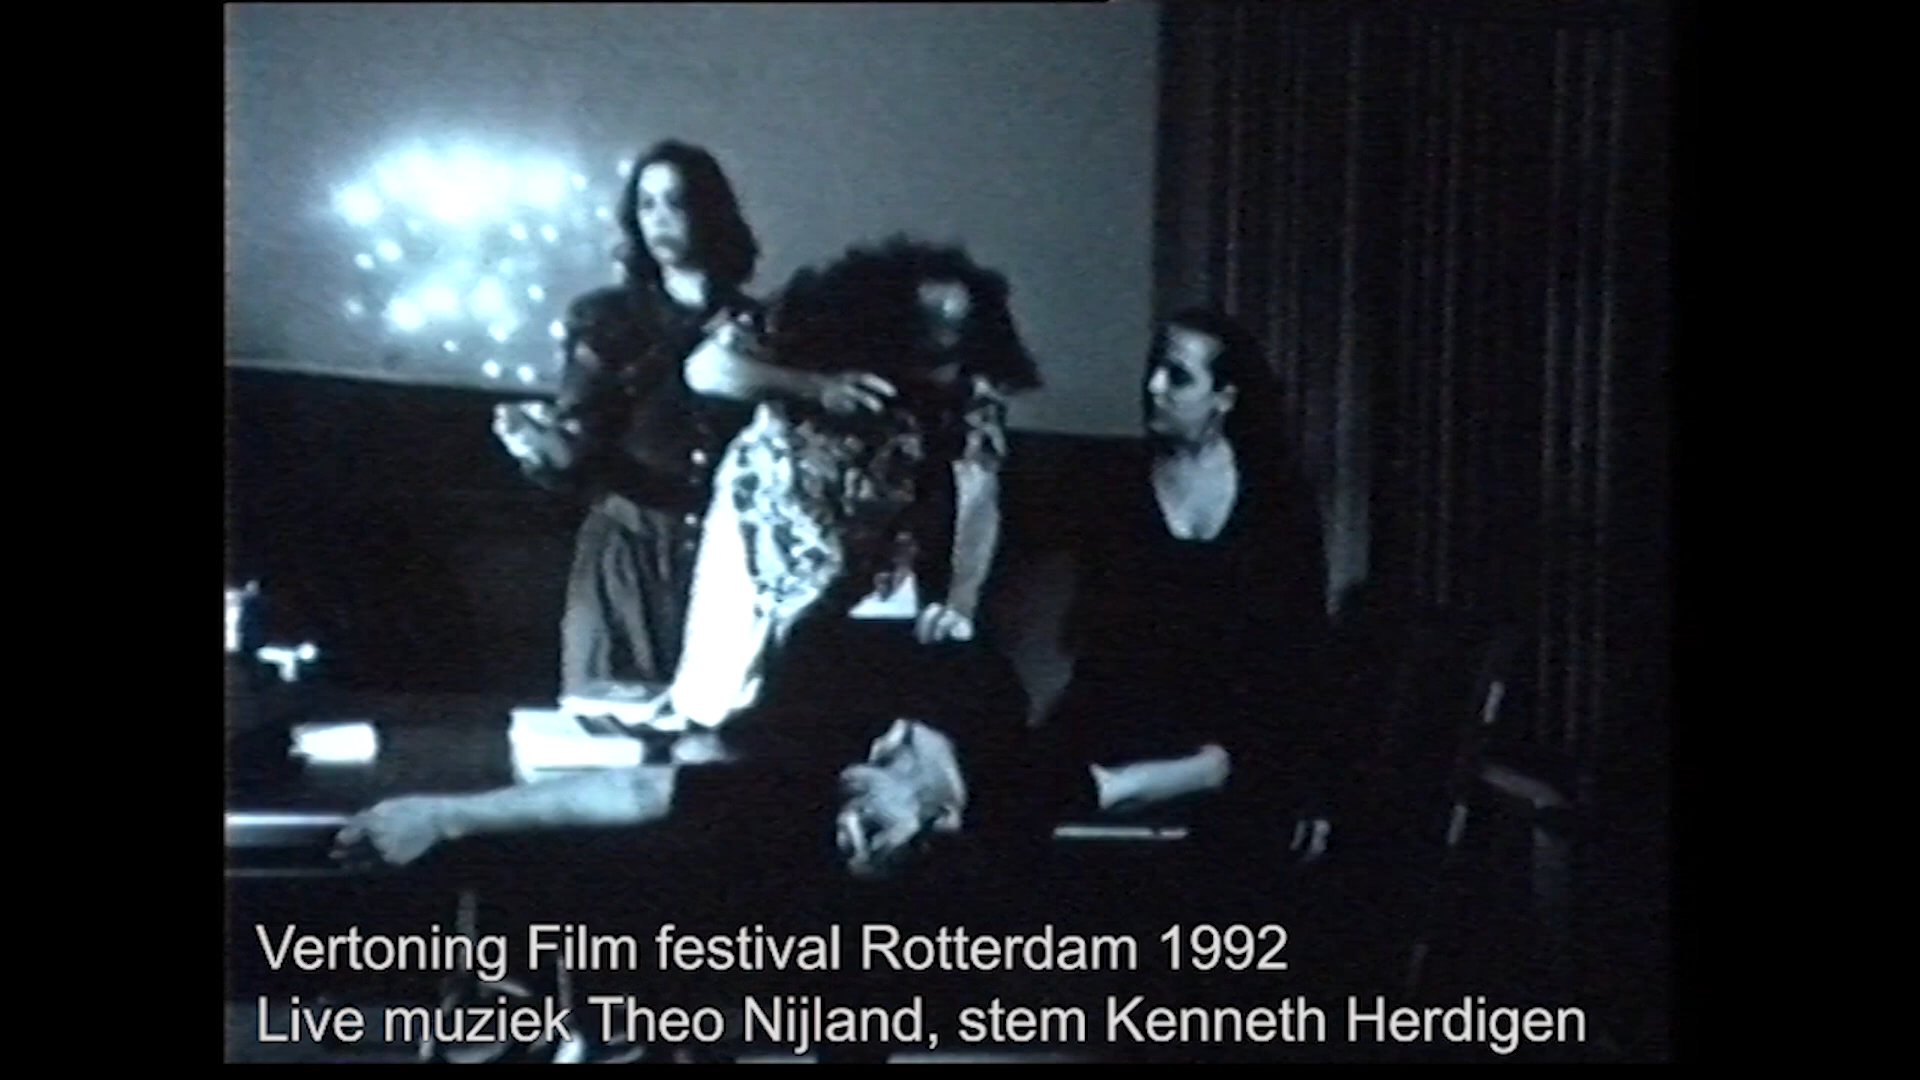 Vertoning Film festival Rotterdam 1992
Live muziek Theo Nijland, stem Kenneth Herdigen